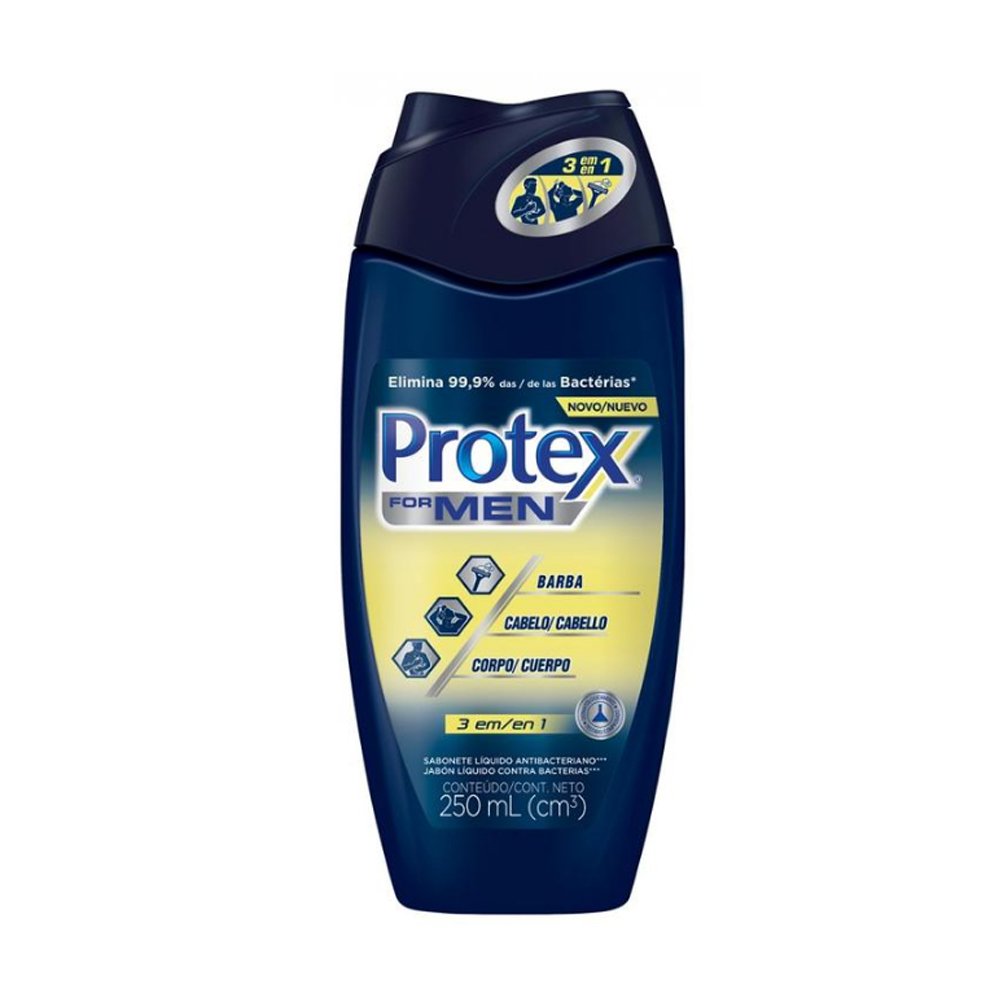 3 em en 1
Elimina 99,9% das / de las Bactérias*
NOVO/NUEVO
Protex®
FOR MEN
BARBA
CABELO/ CABELLO
CORPO/ CUERPO
3 em/en 1
SABONETE LÍQUIDO ANTIBACTERIANO***
JABÓN LÍQUIDO CONTRA BACTERIAS***
CONTEÚDO/CONT. NETO
250 mL (cm³)